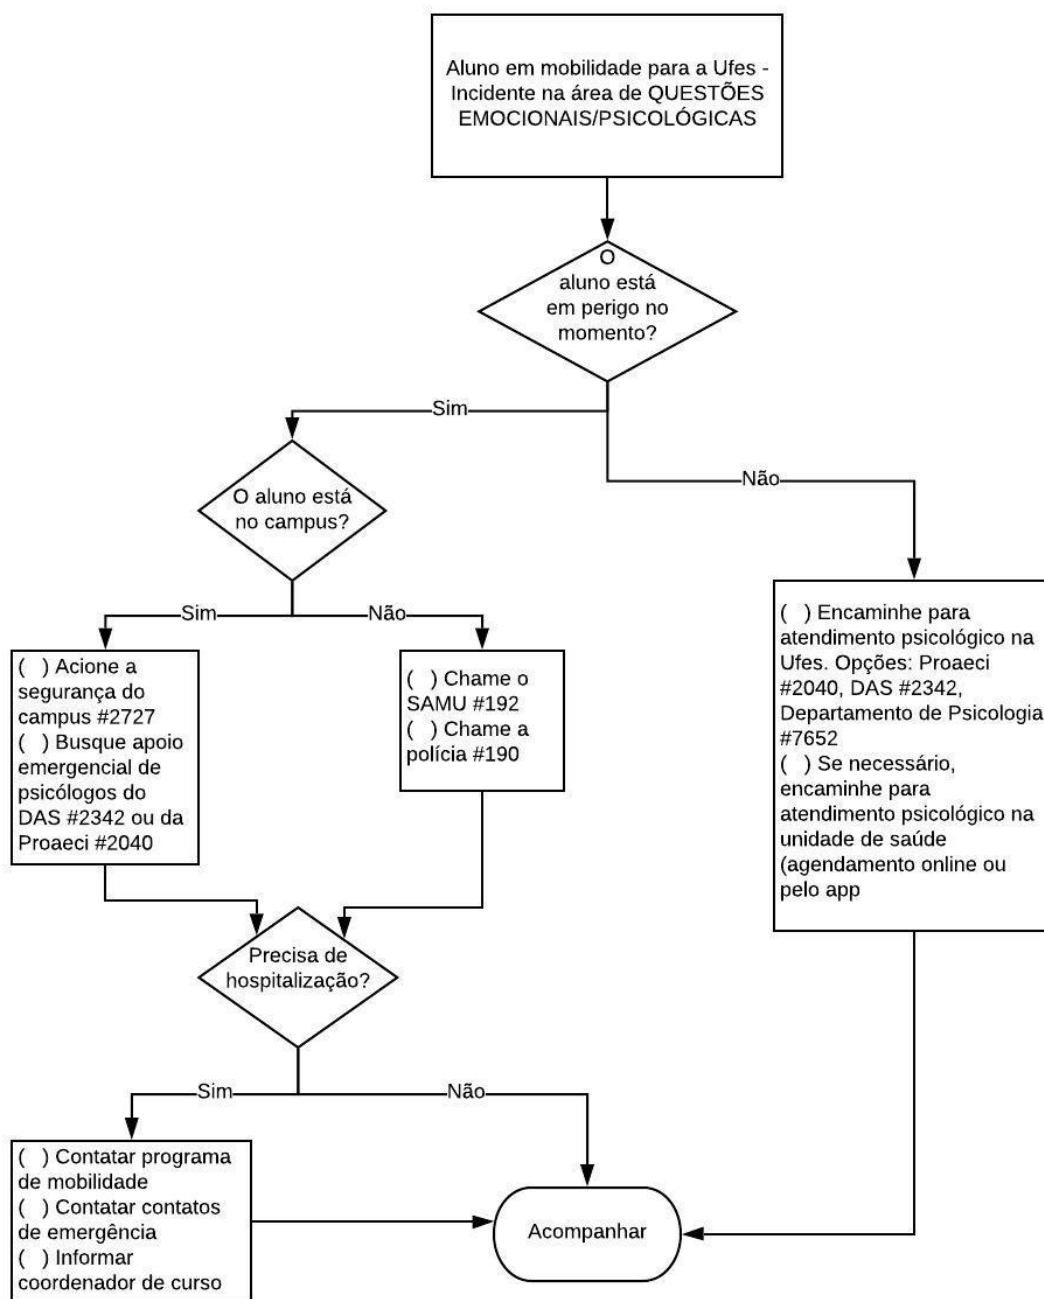 Aluno em mobilidade para a Ufes -
Incidente na área de QUESTÕES
EMOCIONAIS/PSICOLÓGICAS
O
aluno está
em perigo no
momento?
Sim
Não
O aluno está
no campus?
Sim
Não
( ) Acione a
segurança do
campus #2727
( ) Busque apoio
emergencial de
psicólogos do
DAS #2342 ou da
Proaeci #2040
( ) Chame o
SAMU #192
( ) Chame a
polícia #190
( ) Encaminhe para
atendimento psicológico na
Ufes. Opções: Proaeci
#2040, DAS #2342,
Departamento de Psicologia
#7652
( ) Se necessário,
encaminhe para
atendimento psicológico na
unidade de saúde
(agendamento online ou
pelo app
Precisa de
hospitalização?
Sim
Não
( ) Contatar programa
de mobilidade
( ) Contatar contatos
de emergência
( ) Informar
coordenador de curso
Acompanhar